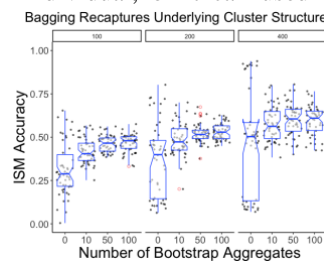 Bagging Recaptures Underlying Cluster Structure
100 200 400
1.00
0.75
0.50
0.25
0.00
ISM Accuracy
0 10 50 100 0 10 50 100 0 10 50 100
Number of Bootstrap Aggregates